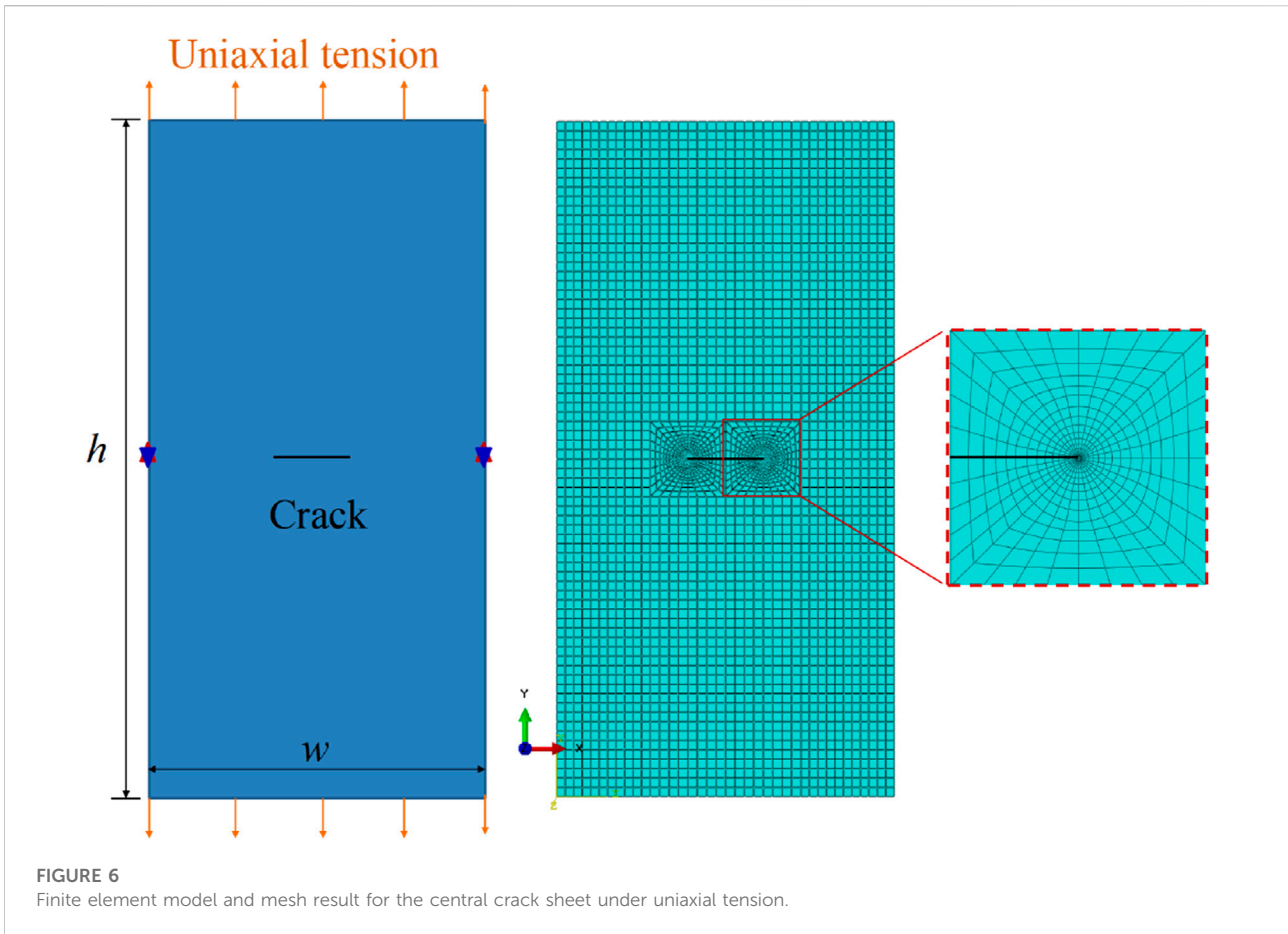 Uniaxial tension
h
Crack
w
Y
X
Z
FIGURE 6
Finite element model and mesh result for the central crack sheet under uniaxial tension.